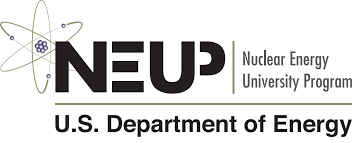 NEUP
Nuclear Energy
University Program
U.S. Department of Energy